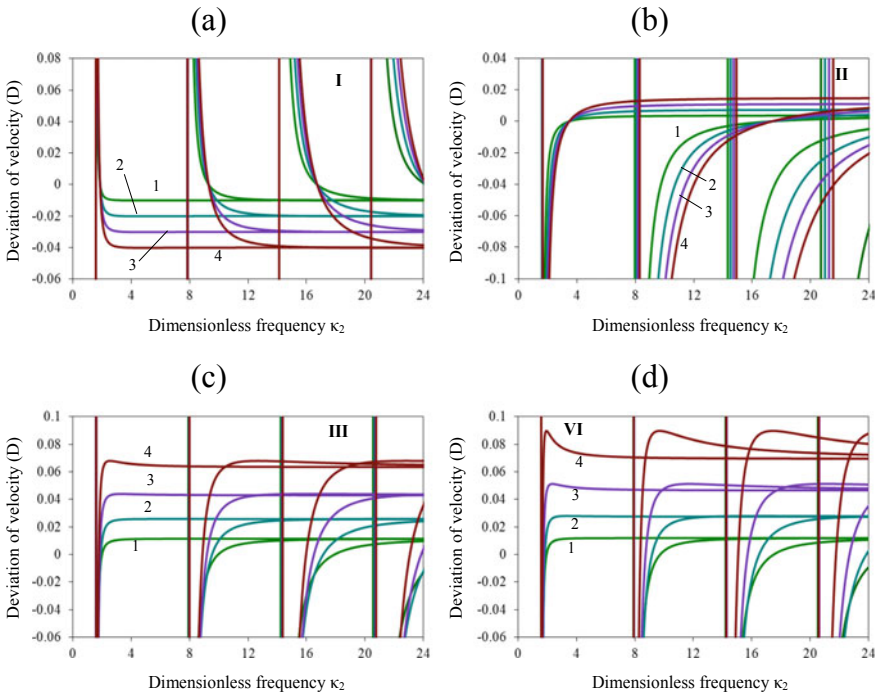 (a)
Deviation of velocity (D)
0.08
0.06
0.04
0.02
0
-0.02
-0.04
-0.06
I
2
1
3
4
0 4 8 12 16 20 24
Dimensionless frequency κ₂
(b)
Deviation of velocity (D)
0.04
0.02
0
-0.02
-0.04
-0.06
-0.08
-0.1
II
1
2
3
4
0 4 8 12 16 20 24
Dimensionless frequency κ₂
(c)
Deviation of velocity (D)
0.1
0.08
0.06
0.04
0.02
0
-0.02
-0.04
-0.06
III
4
3
2
1
0 4 8 12 16 20 24
Dimensionless frequency κ₂
(d)
Deviation of velocity (D)
0.1
0.08
0.06
0.04
0.02
0
-0.02
-0.04
-0.06
VI
4
3
2
1
0 4 8 12 16 20 24
Dimensionless frequency κ₂